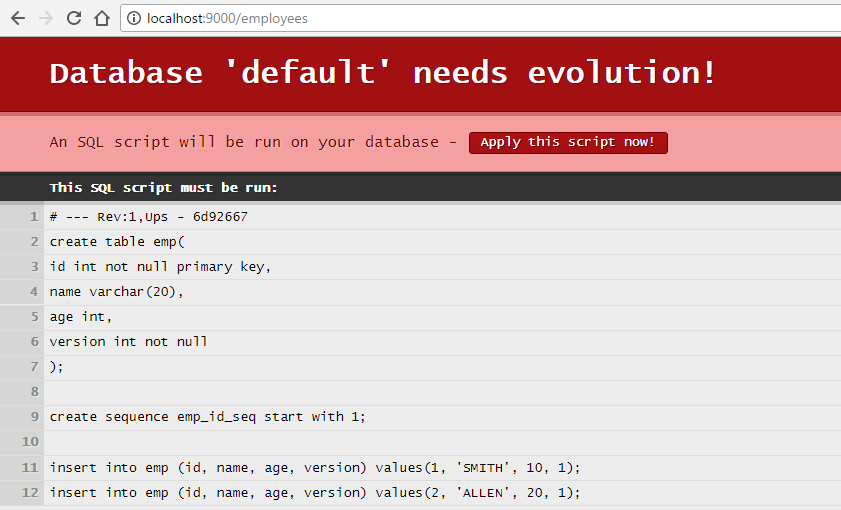 localhost:9000/employees
Database 'default' needs evolution!
An SQL script will be run on your database - Apply this script now!
This SQL script must be run:
1 # --- Rev:1,Ups - 6d92667
2 create table emp(
3 id int not null primary key,
4 name varchar(20),
5 age int,
6 version int not null
7 );
8
9 create sequence emp_id_seq start with 1;
10
11 insert into emp (id, name, age, version) values(1, 'SMITH', 10, 1);
12 insert into emp (id, name, age, version) values(2, 'ALLEN', 20, 1);